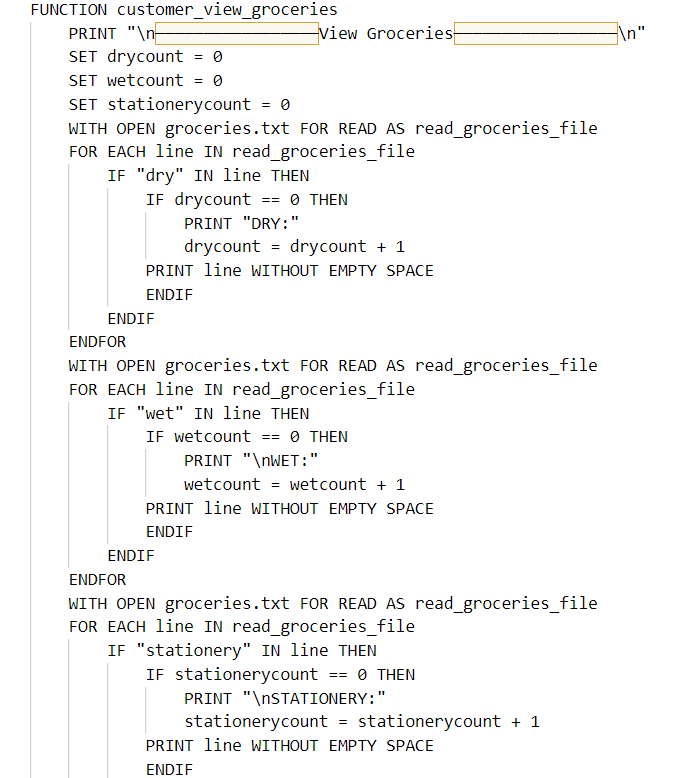 FUNCTION customer_view_groceries
    PRINT "\n─────────────────View Groceries─────────────────\n"
    SET drycount = 0
    SET wetcount = 0
    SET stationerycount = 0
    WITH OPEN groceries.txt FOR READ AS read_groceries_file
    FOR EACH line IN read_groceries_file
        IF "dry" IN line THEN
            IF drycount == 0 THEN
                PRINT "DRY:"
                drycount = drycount + 1
            PRINT line WITHOUT EMPTY SPACE
            ENDIF
        ENDIF
    ENDFOR
    WITH OPEN groceries.txt FOR READ AS read_groceries_file
    FOR EACH line IN read_groceries_file
        IF "wet" IN line THEN
            IF wetcount == 0 THEN
                PRINT "\nWET:"
                wetcount = wetcount + 1
            PRINT line WITHOUT EMPTY SPACE
            ENDIF
        ENDIF
    ENDFOR
    WITH OPEN groceries.txt FOR READ AS read_groceries_file
    FOR EACH line IN read_groceries_file
        IF "stationery" IN line THEN
            IF stationerycount == 0 THEN
                PRINT "\nSTATIONERY:"
                stationerycount = stationerycount + 1
            PRINT line WITHOUT EMPTY SPACE
            ENDIF